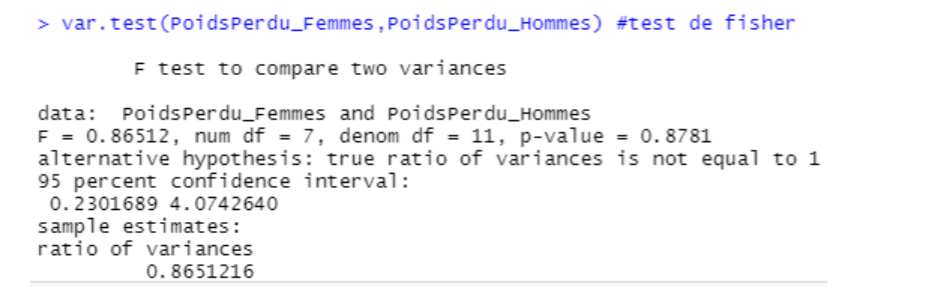 > var.test(PoidsPerdu_Femmes,PoidsPerdu_Hommes) #test de fisher
F test to compare two variances
data:  PoidsPerdu_Femmes and PoidsPerdu_Hommes
F = 0.86512, num df = 7, denom df = 11, p-value = 0.8781
alternative hypothesis: true ratio of variances is not equal to 1
95 percent confidence interval:
0.2301689 4.0742640
sample estimates:
ratio of variances
0.8651216